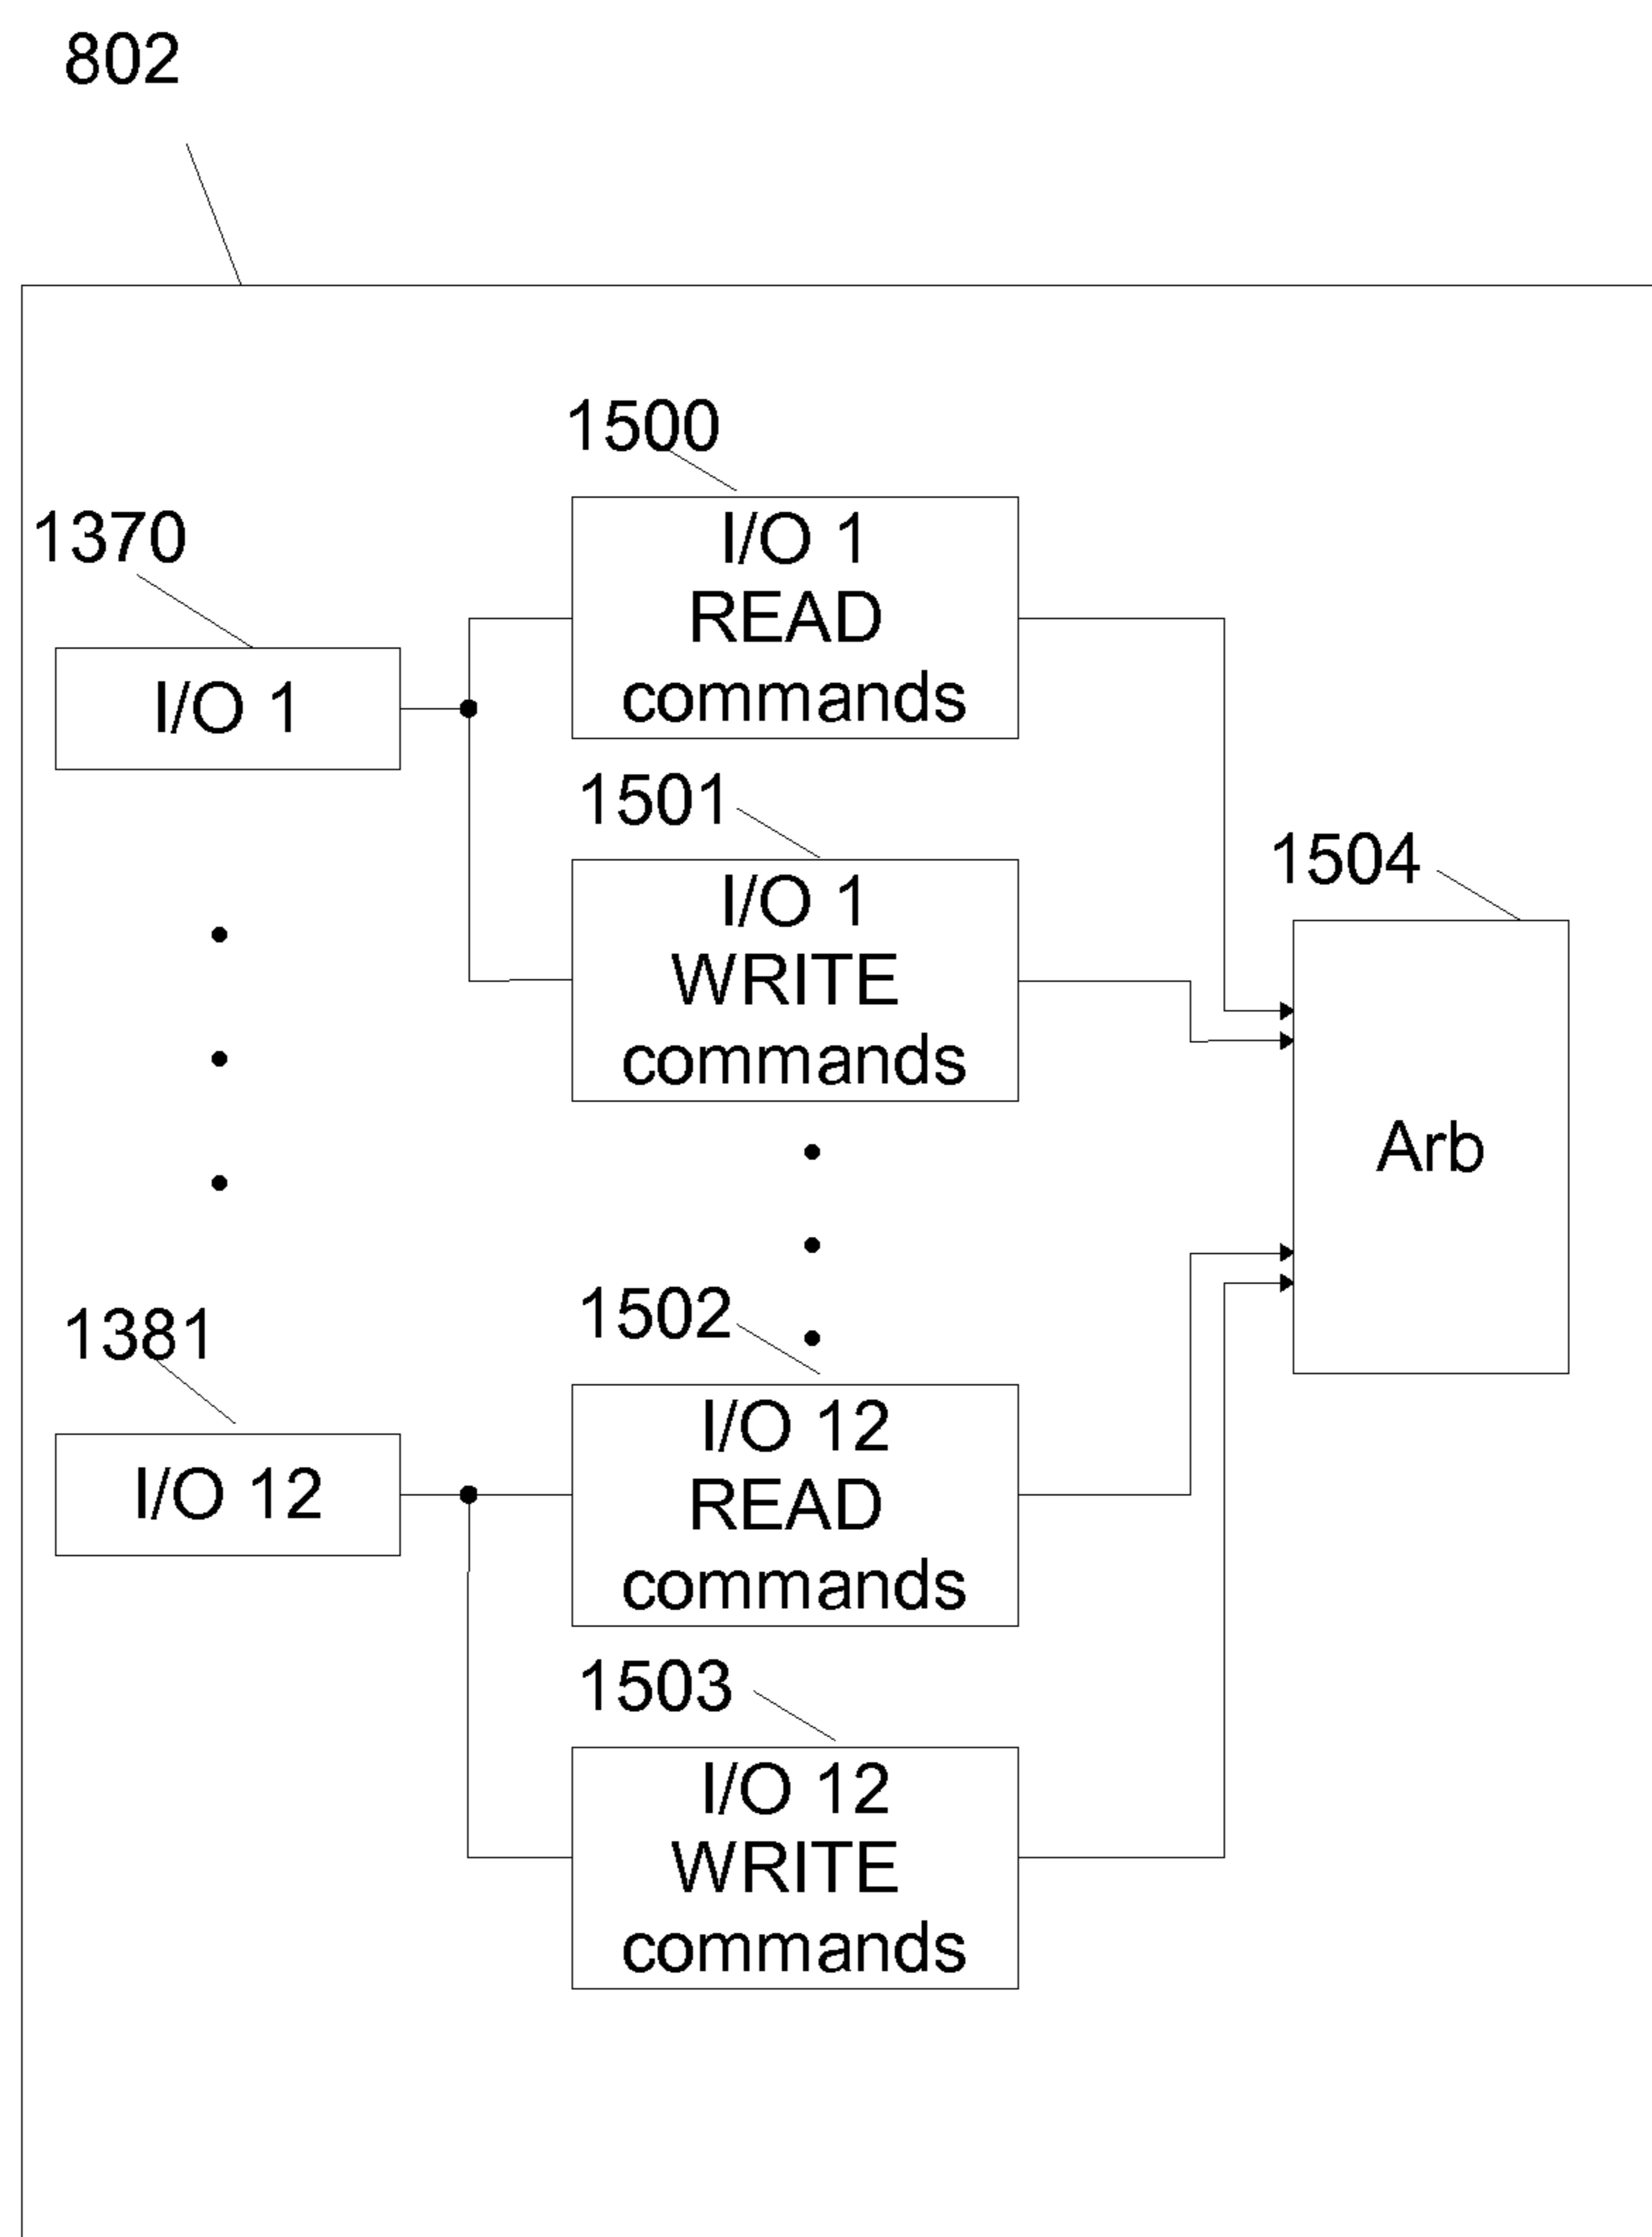 802
1500
I/O 1
READ
commands
1370
I/O 1
1501
I/O 1
WRITE
commands
1504
Arb
1502
I/O 12
READ
commands
1381
I/O 12
1503
I/O 12
WRITE
commands